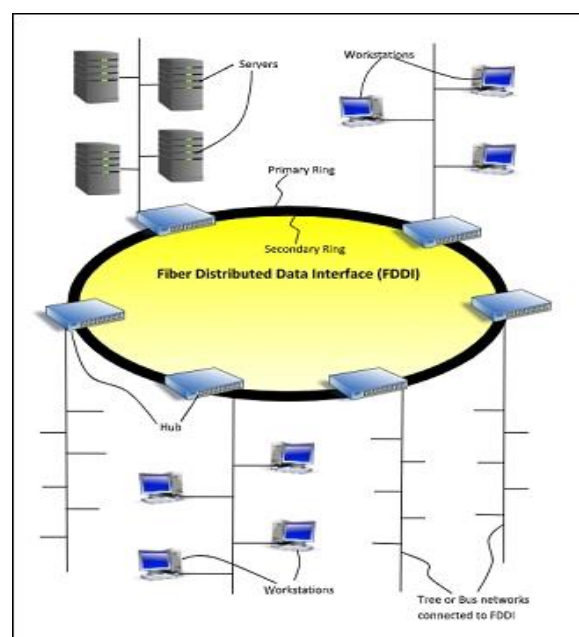 Servers
Workstations
Primary Ring
Secondary Ring
Fiber Distributed Data Interface (FDDI)
Hub
Workstations
Tree or Bus networks
connected to FDDI